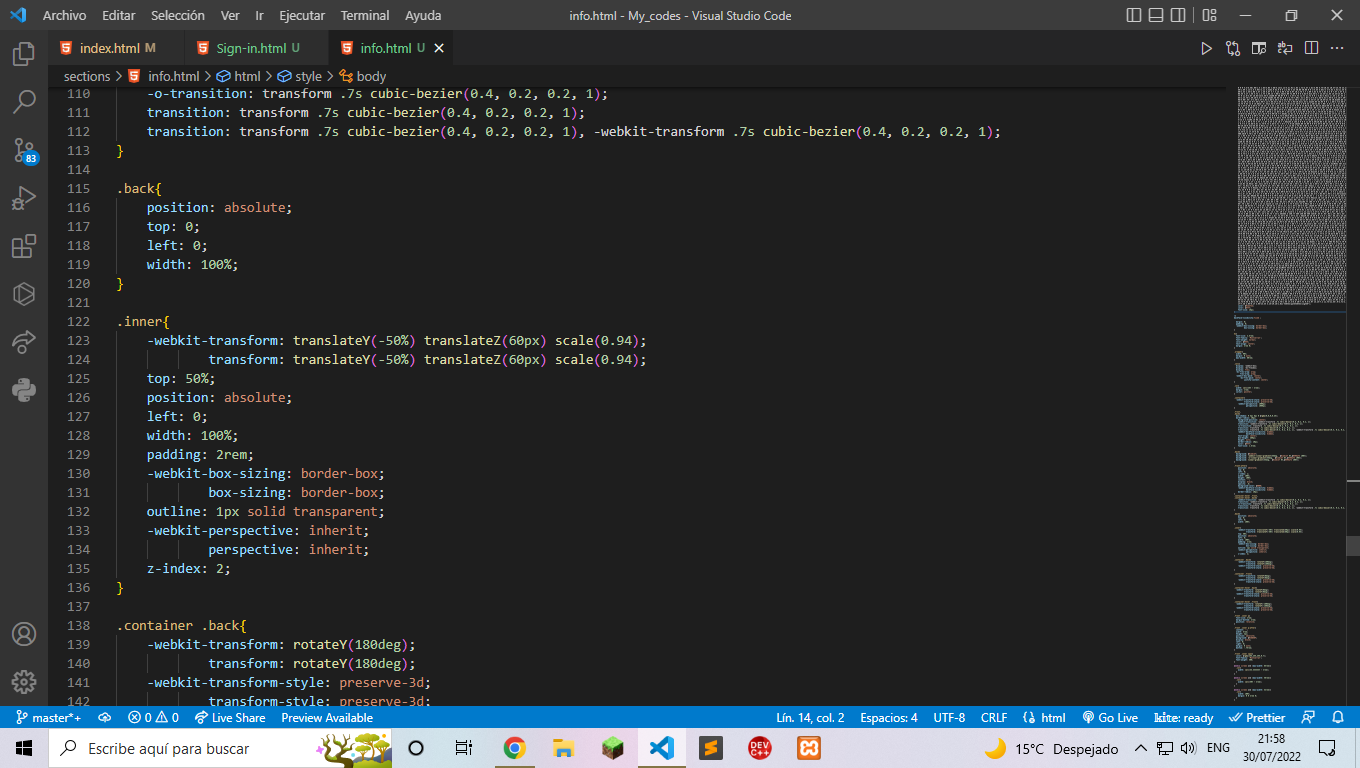 Archivo Editar Selección Ver Ir Ejecutar Terminal Ayuda info.html - My_codes - Visual Studio Code
index.html M Sign-in.html U info.html U
sections > info.html > html > style > body
110 -o-transition: transform .7s cubic-bezier(0.4, 0.2, 0.2, 1);
111 transition: transform .7s cubic-bezier(0.4, 0.2, 0.2, 1);
112 transition: transform .7s cubic-bezier(0.4, 0.2, 0.2, 1), -webkit-transform .7s cubic-bezier(0.4, 0.2, 0.2, 1);
113 }
114
115 .back{
116 position: absolute;
117 top: 0;
118 left: 0;
119 width: 100%;
120 }
121
122 .inner{
123 -webkit-transform: translateY(-50%) translateZ(60px) scale(0.94);
124 transform: translateY(-50%) translateZ(60px) scale(0.94);
125 top: 50%;
126 position: absolute;
127 left: 0;
128 width: 100%;
129 padding: 2rem;
130 -webkit-box-sizing: border-box;
131 box-sizing: border-box;
132 outline: 1px solid transparent;
133 -webkit-perspective: inherit;
134 perspective: inherit;
135 z-index: 2;
136 }
137
138 .container .back{
139 -webkit-transform: rotateY(180deg);
140 transform: rotateY(180deg);
141 -webkit-transform-style: preserve-3d;
142 transform-style: preserve-3d;
83
master*+ 0 0 Live Share Preview Available Lín. 14, col. 2 Espacios: 4 UTF-8 CRLF html Go Live kite: ready Prettier
Escribe aquí para buscar DEV C++ 15°C Despejado ENG 21:58
30/07/2022